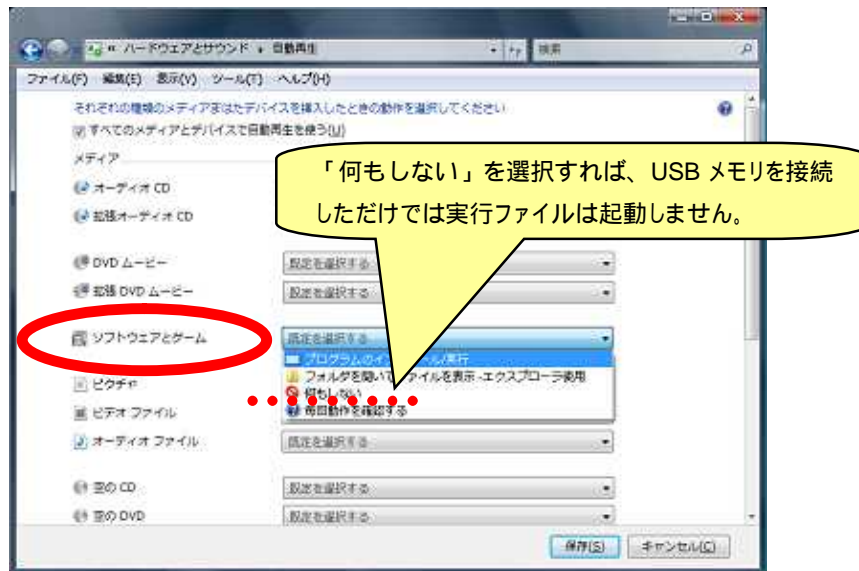 « ハードウェアとサウンド ▸ 自動再生
検索
ファイル(F) 編集(E) 表示(V) ツール(T) ヘルプ(H)
それぞれの種類のメディアまたはデバイスを挿入したときの動作を選択してください
すべてのメディアとデバイスで自動再生を使う(U)
メディア
「何もしない」を選択すれば、USB メモリを接続
しただけでは実行ファイルは起動しません。
オーディオ CD
拡張オーディオ CD
DVD ムービー 既定を選択する
拡張 DVD ムービー 既定を選択する
ソフトウェアとゲーム 既定を選択する
プログラムのインストール/実行
フォルダを開いてファイルを表示 -エクスプローラ使用
何もしない
毎回動作を確認する
ピクチャ
ビデオ ファイル
オーディオ ファイル 既定を選択する
空の CD 既定を選択する
空の DVD 既定を選択する
保存(S) キャンセル(C)